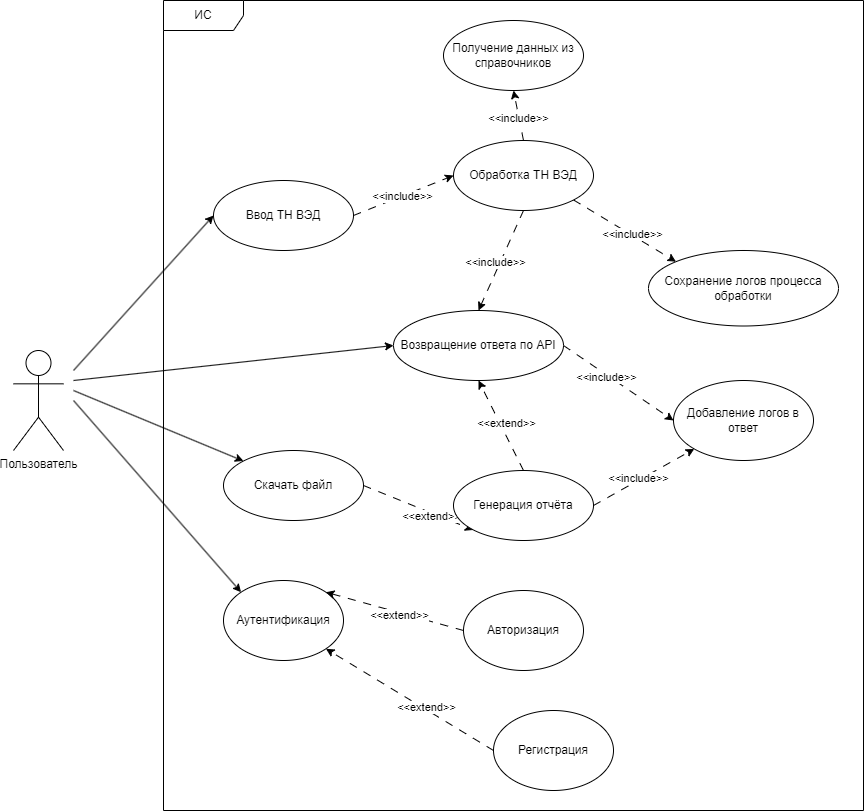 ИС
Получение данных из
справочников
<<include>>
Обработка ТН ВЭД
<<include>>
Ввод ТН ВЭД
<<include>>
<<include>>
Сохранение логов процесса
обработки
Возвращение ответа по API
<<include>>
Добавление логов в
ответ
<<extend>>
Пользователь
<<include>>
Скачать файл
Генерация отчёта
<<extend>
Аутентификация
<<extend>>
Авторизация
<<extend>>
Регистрация